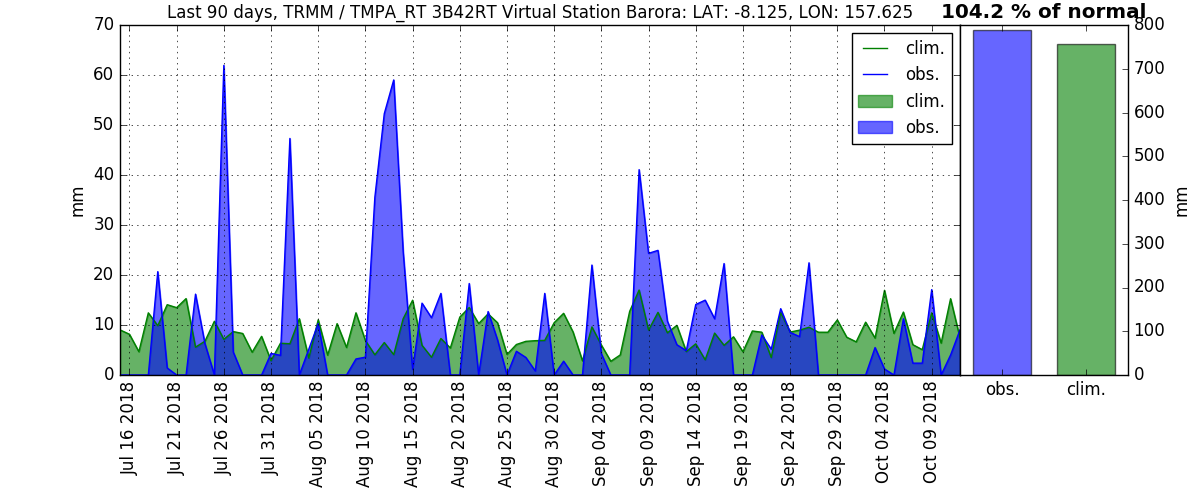 Last 90 days, TRMM / TMPA_RT 3B42RT Virtual Station Barora: LAT: -8.125, LON: 157.625
104.2 % of normal
70
60
50
40
30
20
10
0
mm
clim.
obs.
clim.
obs.
800
700
600
500
400
300
200
100
0
mm
obs.
clim.
Jul 16 2018
Jul 21 2018
Jul 26 2018
Jul 31 2018
Aug 05 2018
Aug 10 2018
Aug 15 2018
Aug 20 2018
Aug 25 2018
Aug 30 2018
Sep 04 2018
Sep 09 2018
Sep 14 2018
Sep 19 2018
Sep 24 2018
Sep 29 2018
Oct 04 2018
Oct 09 2018